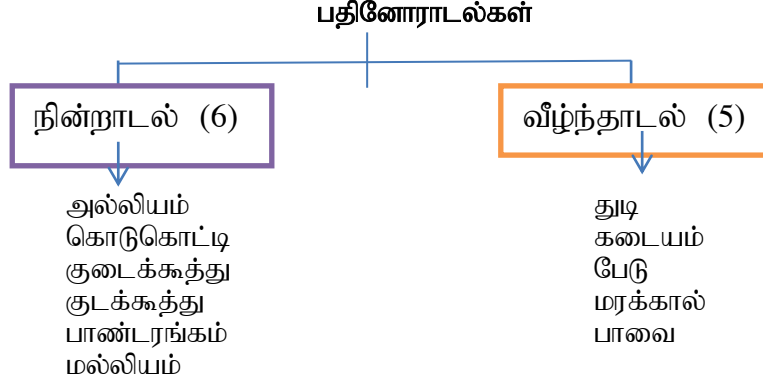 பதினோராடல்கள்
நின்றாடல் (6)
வீழ்ந்தாடல் (5)
அல்லியம்
கொடுகொட்டி
குடைக்கூத்து
குடக்கூத்து
பாண்டரங்கம்
மல்லியம்
துடி
கடையம்
பேடு
மரக்கால்
பாவை